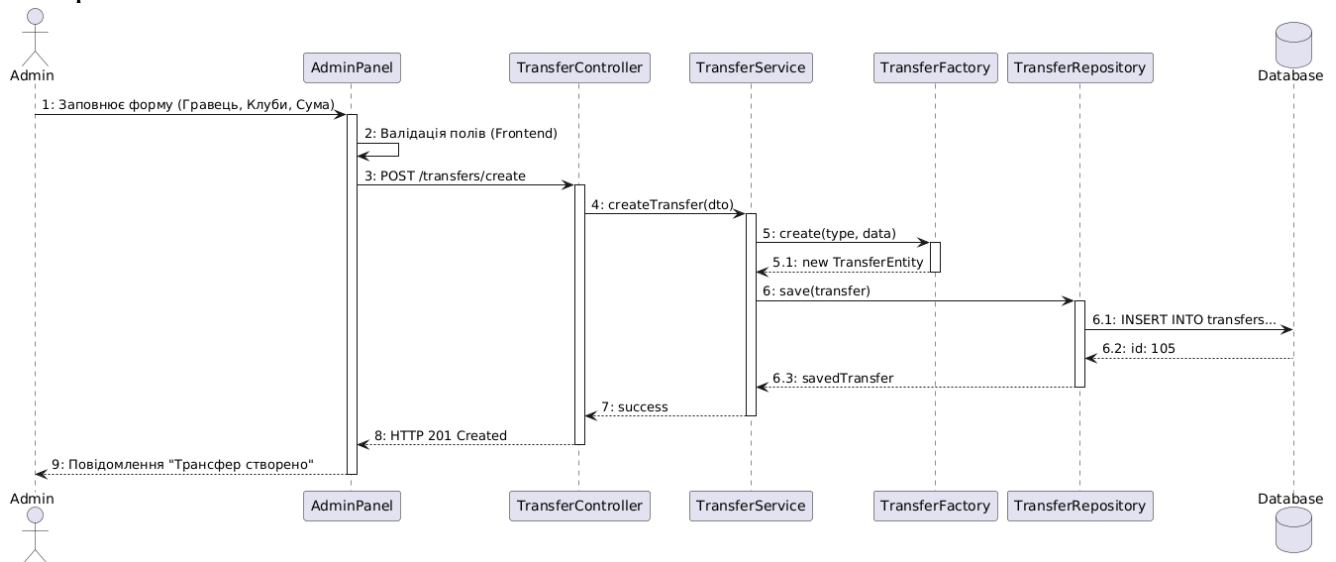 Admin
AdminPanel
TransferController
TransferService
TransferFactory
TransferRepository
Database
1: Заповнює форму (Гравець, Клуби, Сума)
2: Валідація полів (Frontend)
3: POST /transfers/create
4: createTransfer(dto)
5: create(type, data)
5.1: new TransferEntity
6: save(transfer)
6.1: INSERT INTO transfers...
6.2: id: 105
6.3: savedTransfer
7: success
8: HTTP 201 Created
9: Повідомлення "Трансфер створено"
Admin
AdminPanel
TransferController
TransferService
TransferFactory
TransferRepository
Database